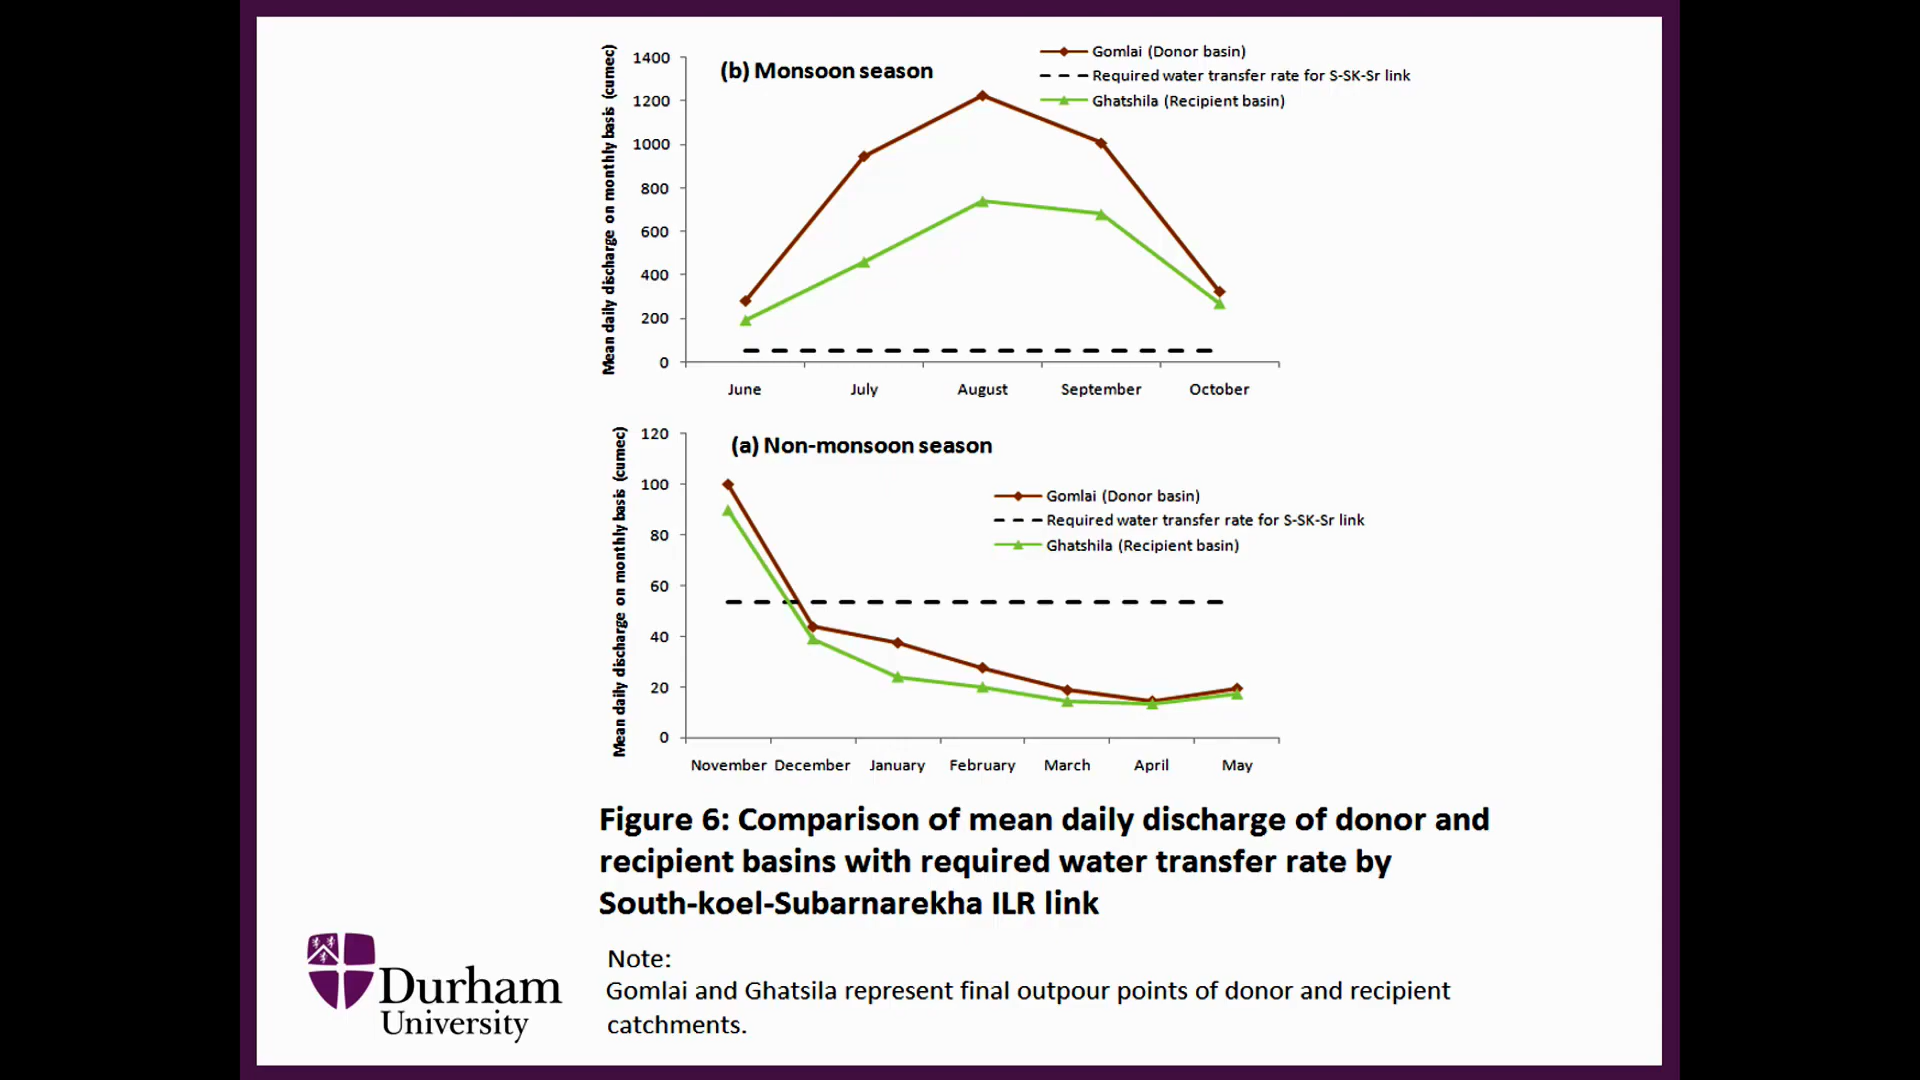 (b) Monsoon season
Gomlai (Donor basin)
Required water transfer rate for S-SK-Sr link
Ghatshila (Recipient basin)
Mean daily discharge on monthly basis (cumec)
1400
1200
1000
800
600
400
200
0
June July August September October
(a) Non-monsoon season
Gomlai (Donor basin)
Required water transfer rate for S-SK-Sr link
Ghatshila (Recipient basin)
Mean daily discharge on monthly basis (cumec)
120
100
80
60
40
20
0
November December January February March April May
Figure 6: Comparison of mean daily discharge of donor and
recipient basins with required water transfer rate by
South-koel-Subarnarekha ILR link
Note:
Gomlai and Ghatsila represent final outpour points of donor and recipient
catchments.
Durham
University